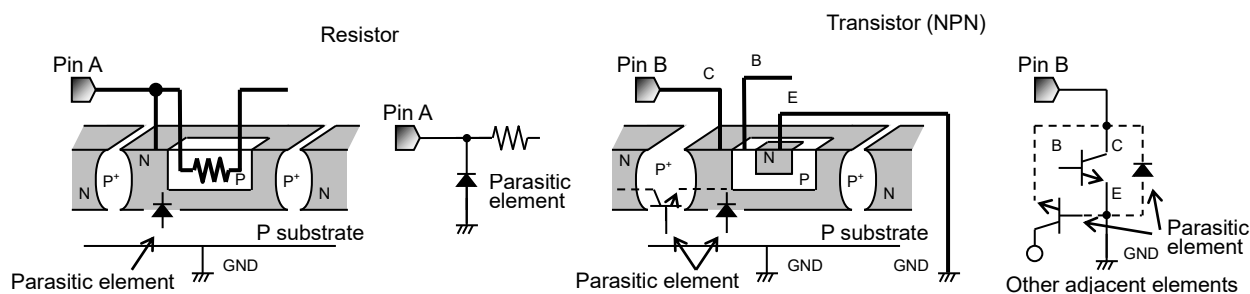 Resistor
Pin A
N
P
N
P+
P+
N
Parasitic element
P substrate
GND
Pin A
Parasitic
element
Transistor (NPN)
Pin B
C
B
E
N
P
N
P+
P+
N
P substrate
Parasitic element
GND
GND
Pin B
B
C
E
Parasitic
element
GND
Other adjacent elements